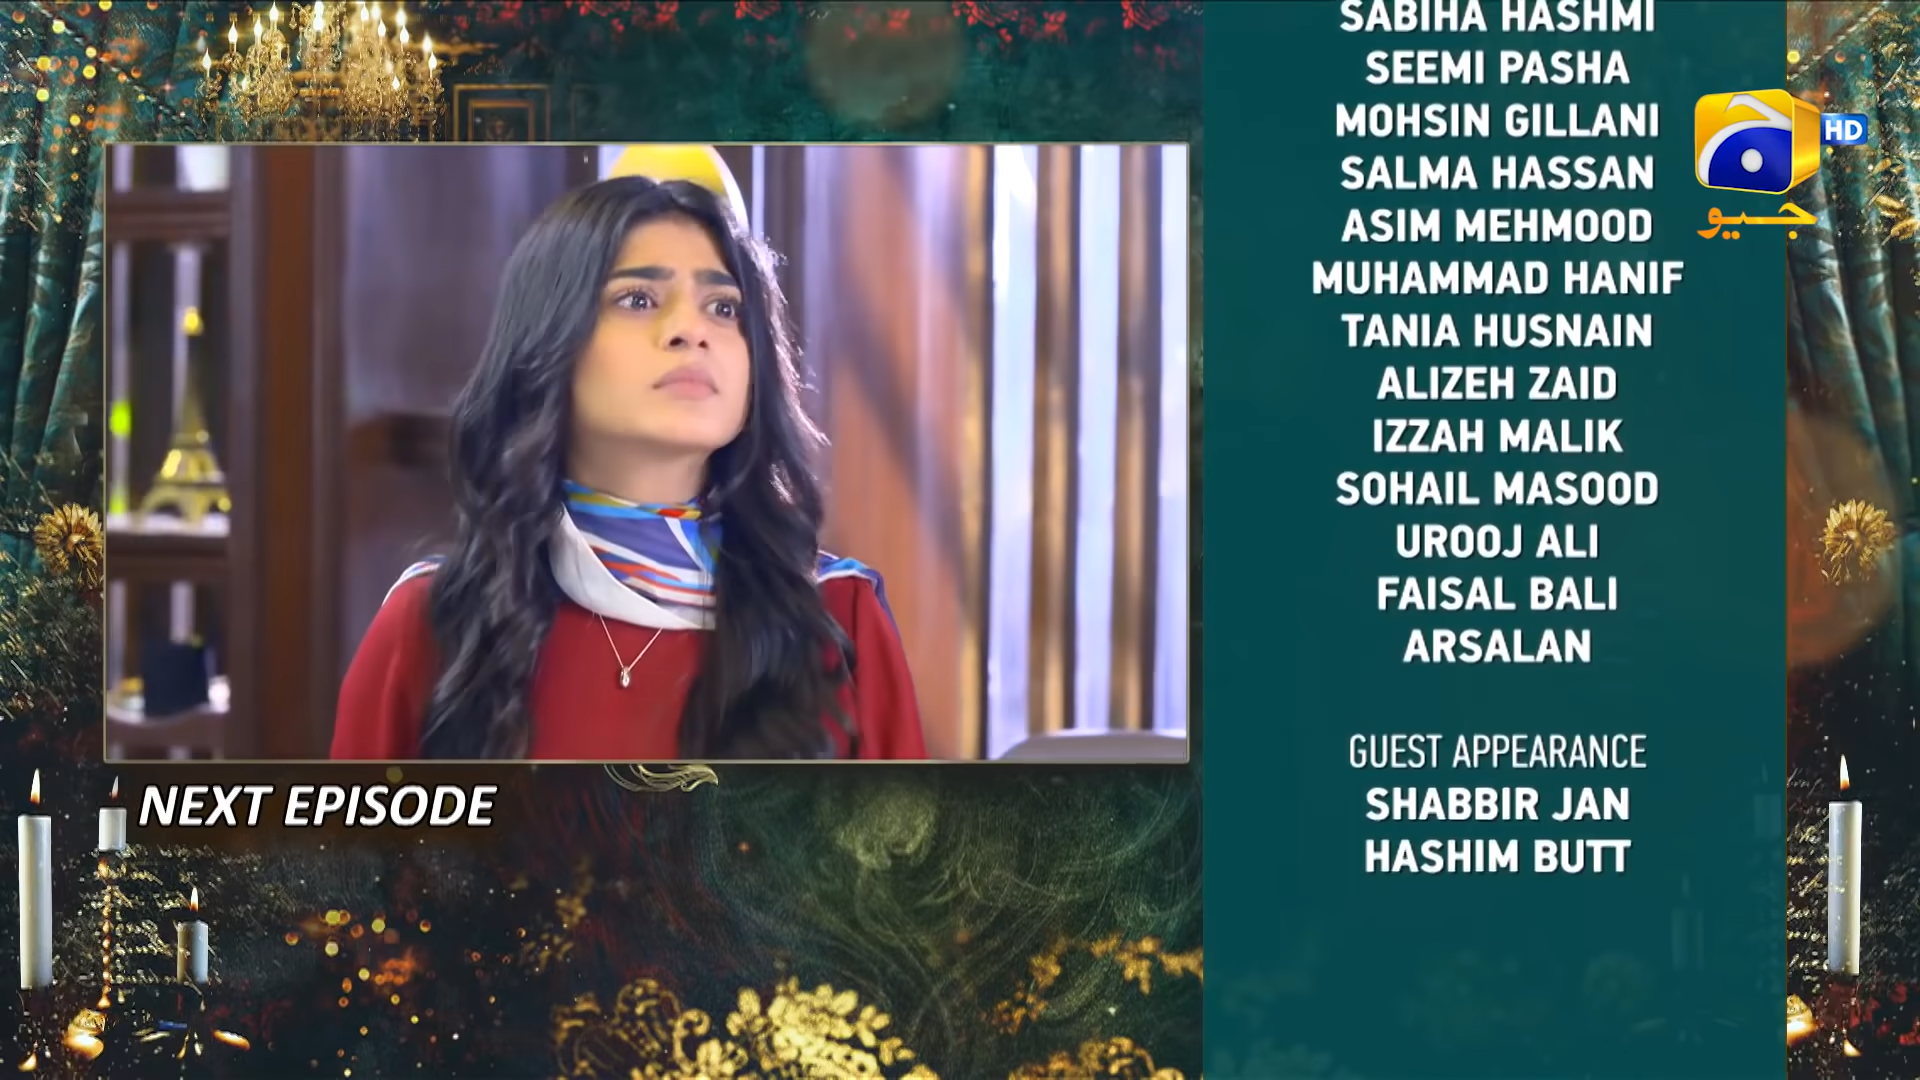 SABIHA HASHMI
SEEMI PASHA
MOHSIN GILLANI
SALMA HASSAN
ASIM MEHMOOD
MUHAMMAD HANIF
TANIA HUSNAIN
ALIZEH ZAID
IZZAH MALIK
SOHAIL MASOOD
UROOJ ALI
FAISAL BALI
ARSALAN
GUEST APPEARANCE
SHABBIR JAN
HASHIM BUTT
HD
جیو
NEXT EPISODE